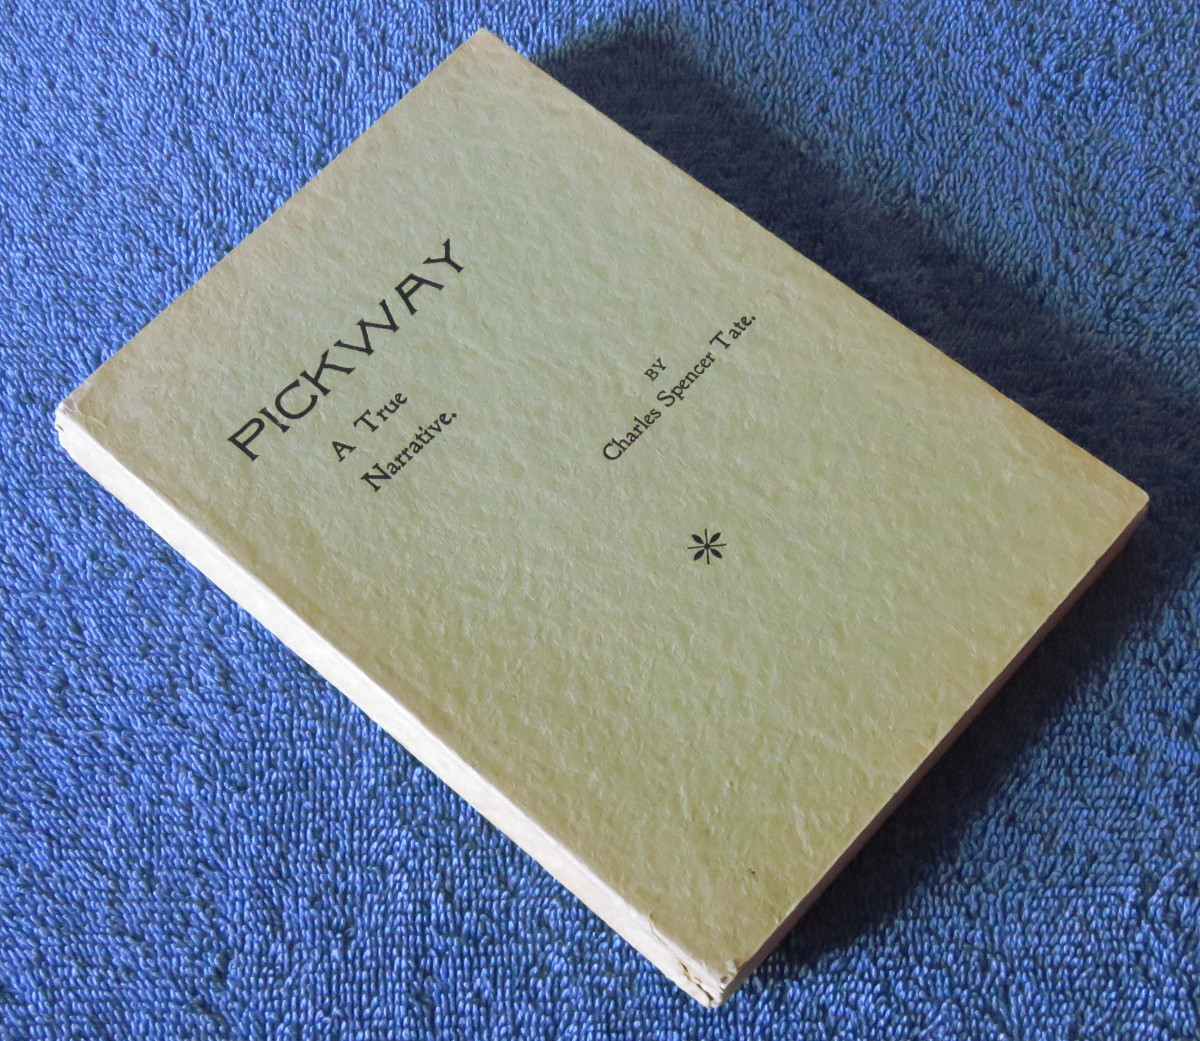 PICKWAY
A True
Narrative.
BY
Charles Spencer Tate.